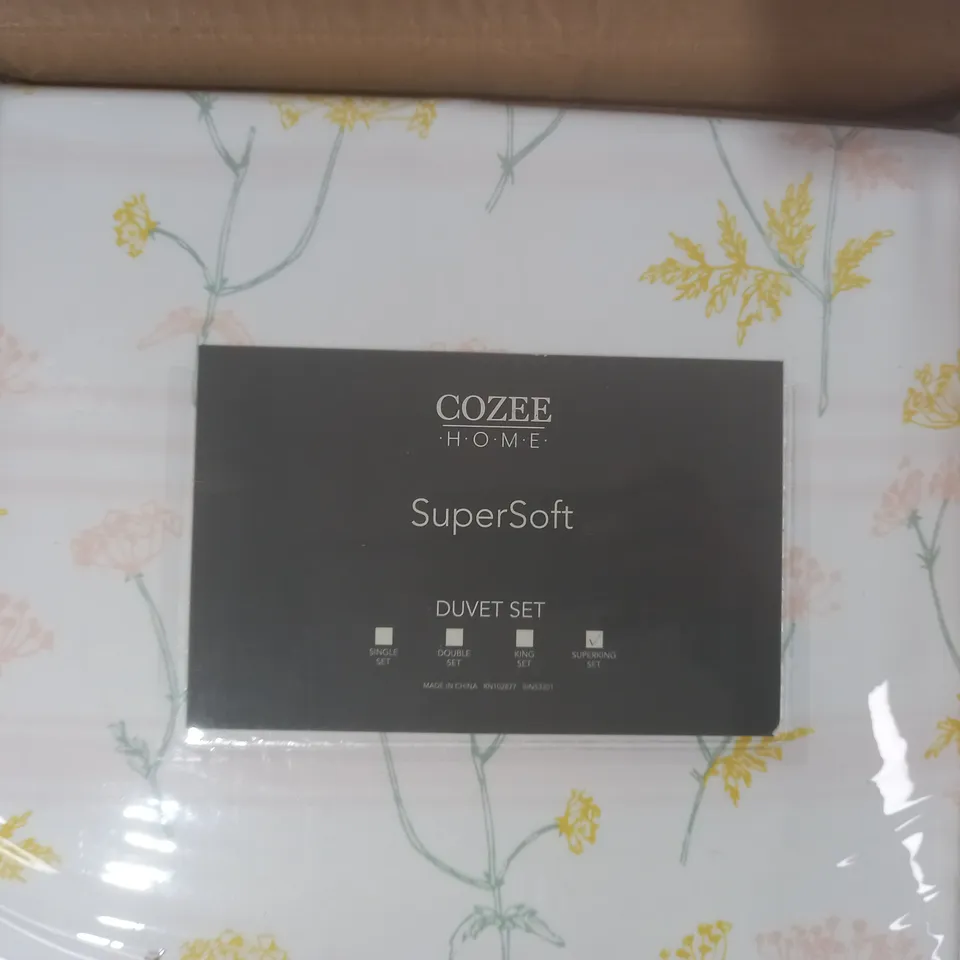 COZEE
·H·O·M·E·
SuperSoft
DUVET SET
SINGLE SET
DOUBLE SET
KING SET
SUPERKING SET
MADE IN CHINA